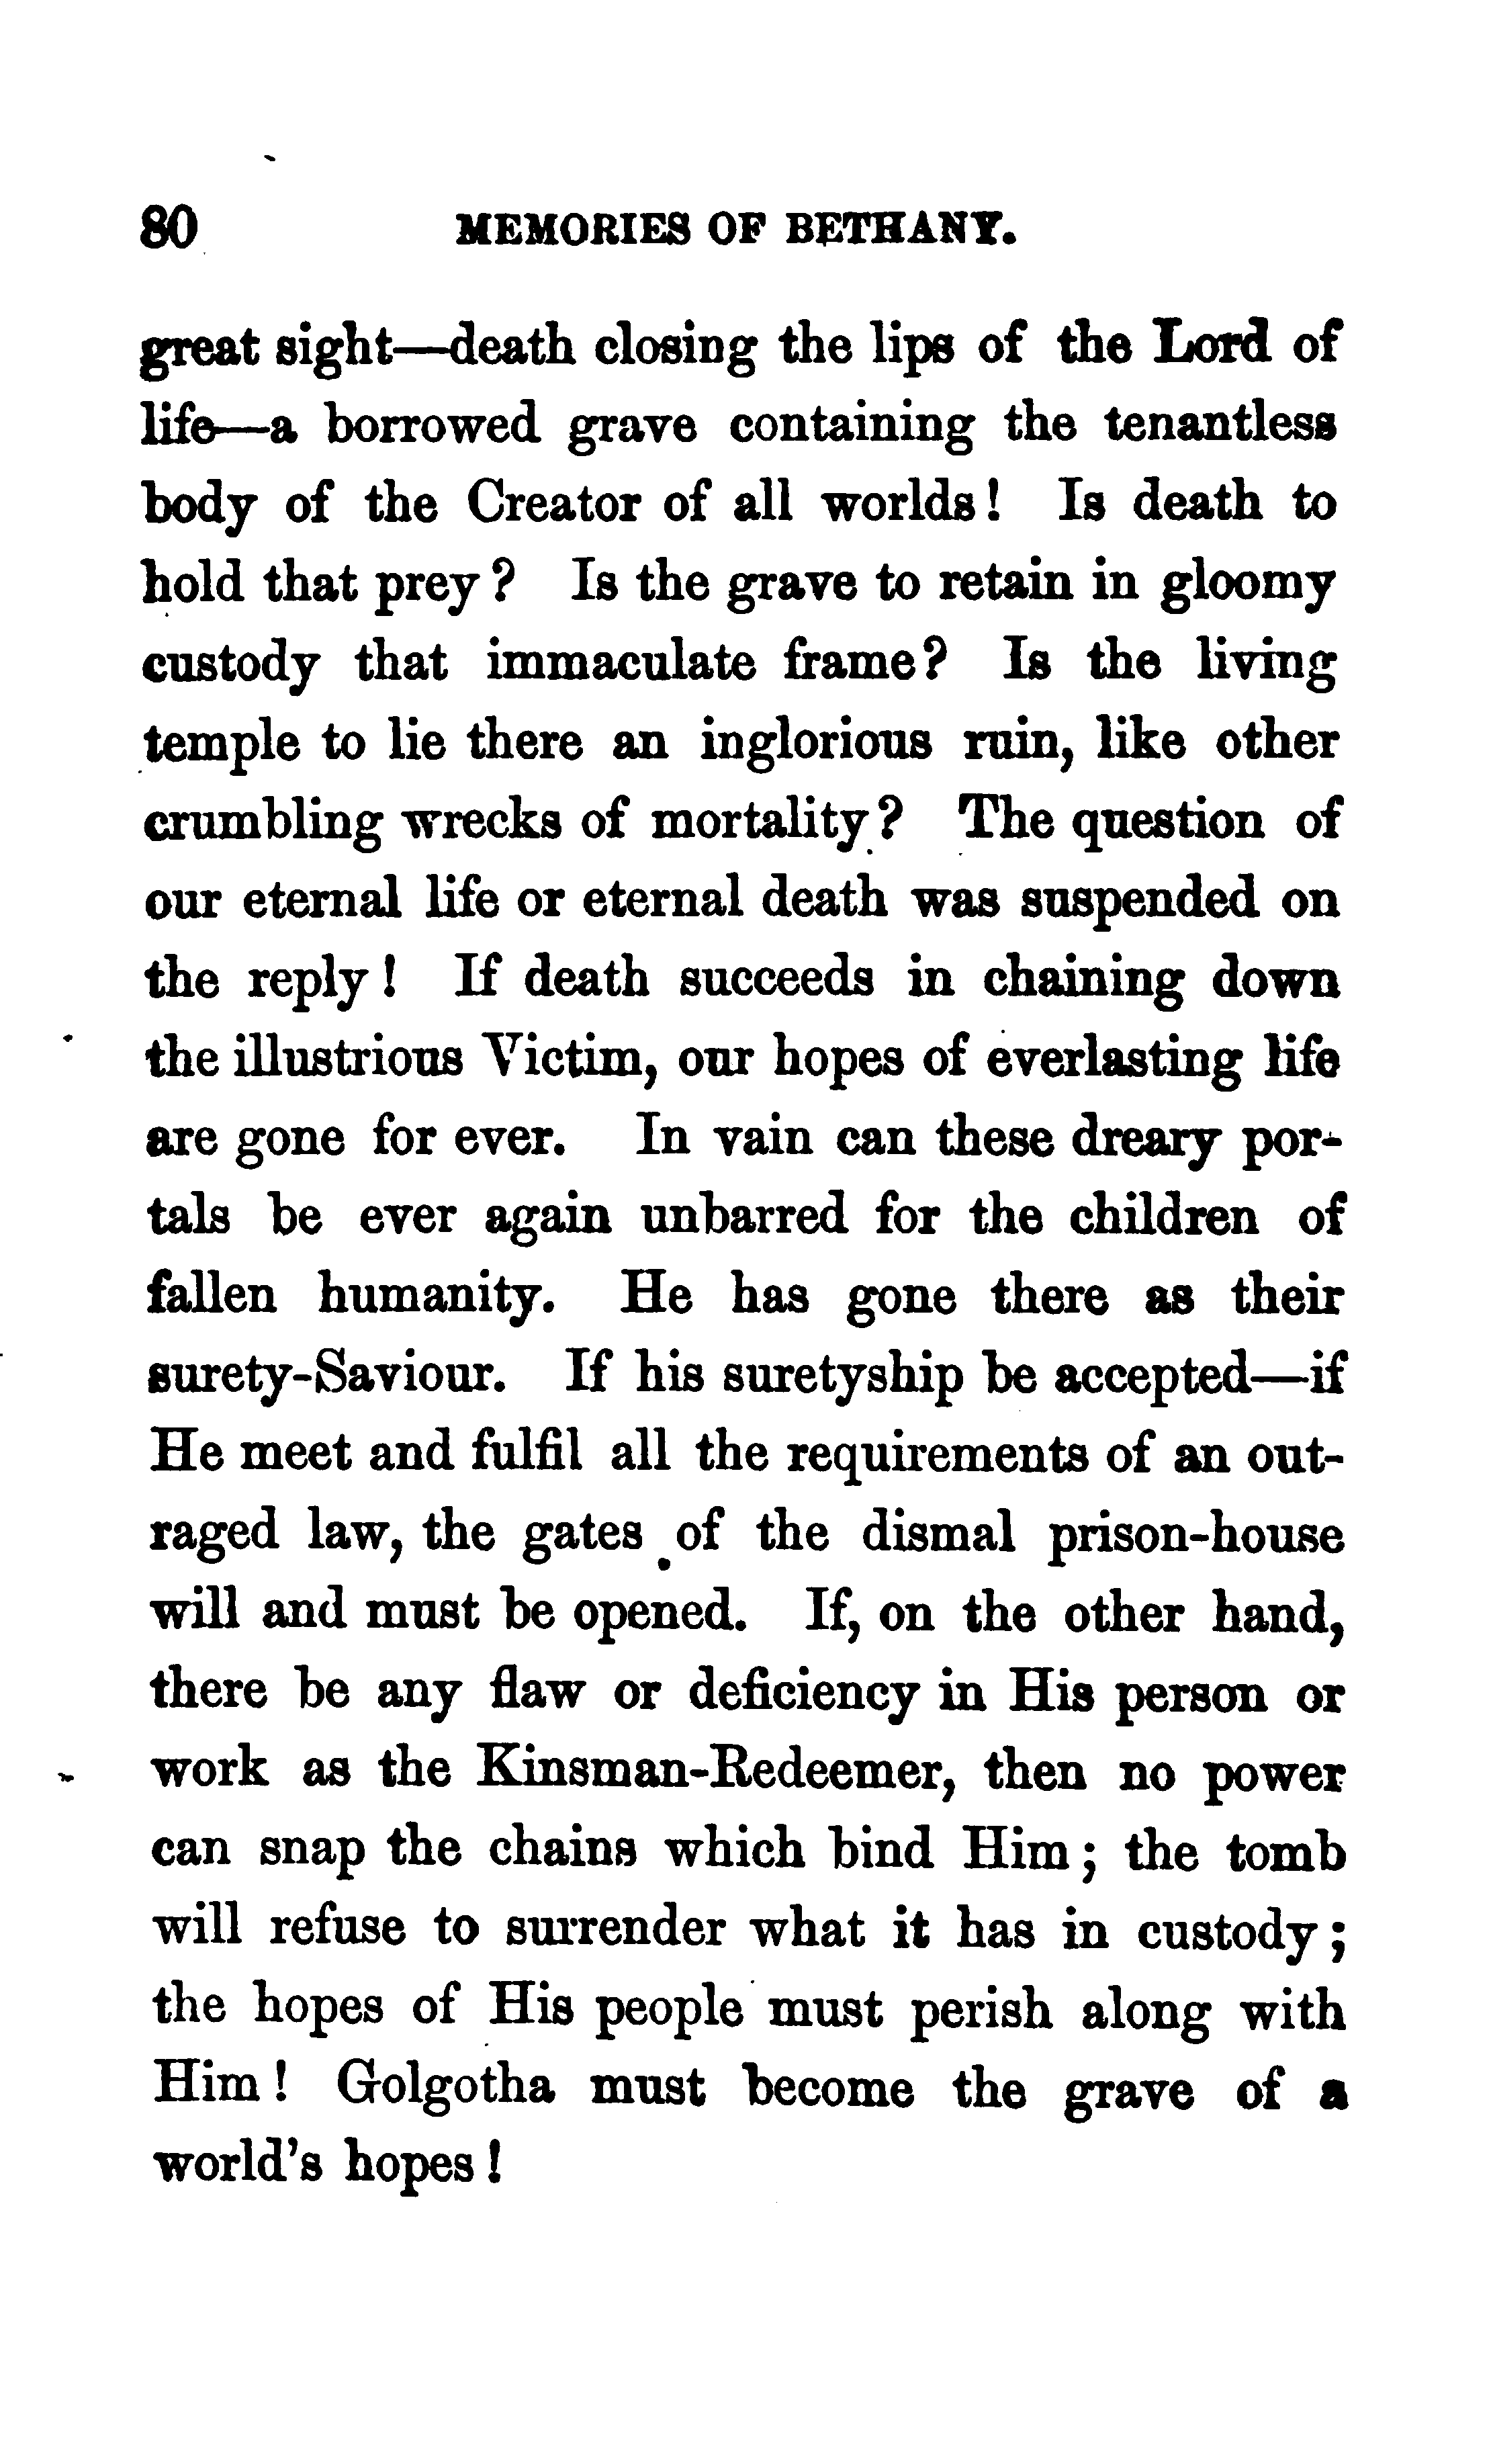 80 MEMORIES OF BETHANY.
great sight—death closing the lips of the Lord of
life—a borrowed grave containing the tenantless
body of the Creator of all worlds! Is death to
hold that prey? Is the grave to retain in gloomy
custody that immaculate frame? Is the living
temple to lie there an inglorious ruin, like other
crumbling wrecks of mortality? The question of
our eternal life or eternal death was suspended on
the reply! If death succeeds in chaining down
the illustrious Victim, our hopes of everlasting life
are gone for ever. In vain can these dreary por-
tals be ever again unbarred for the children of
fallen humanity. He has gone there as their
surety-Saviour. If his suretyship be accepted—if
He meet and fulfil all the requirements of an out-
raged law, the gates of the dismal prison-house
will and must be opened. If, on the other hand,
there be any flaw or deficiency in His person or
work as the Kinsman-Redeemer, then no power
can snap the chains which bind Him; the tomb
will refuse to surrender what it has in custody;
the hopes of His people must perish along with
Him! Golgotha must become the grave of a
world's hopes!